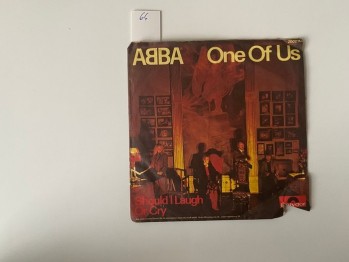 66
ABBA One Of Us
Should I Laugh
Or Cry